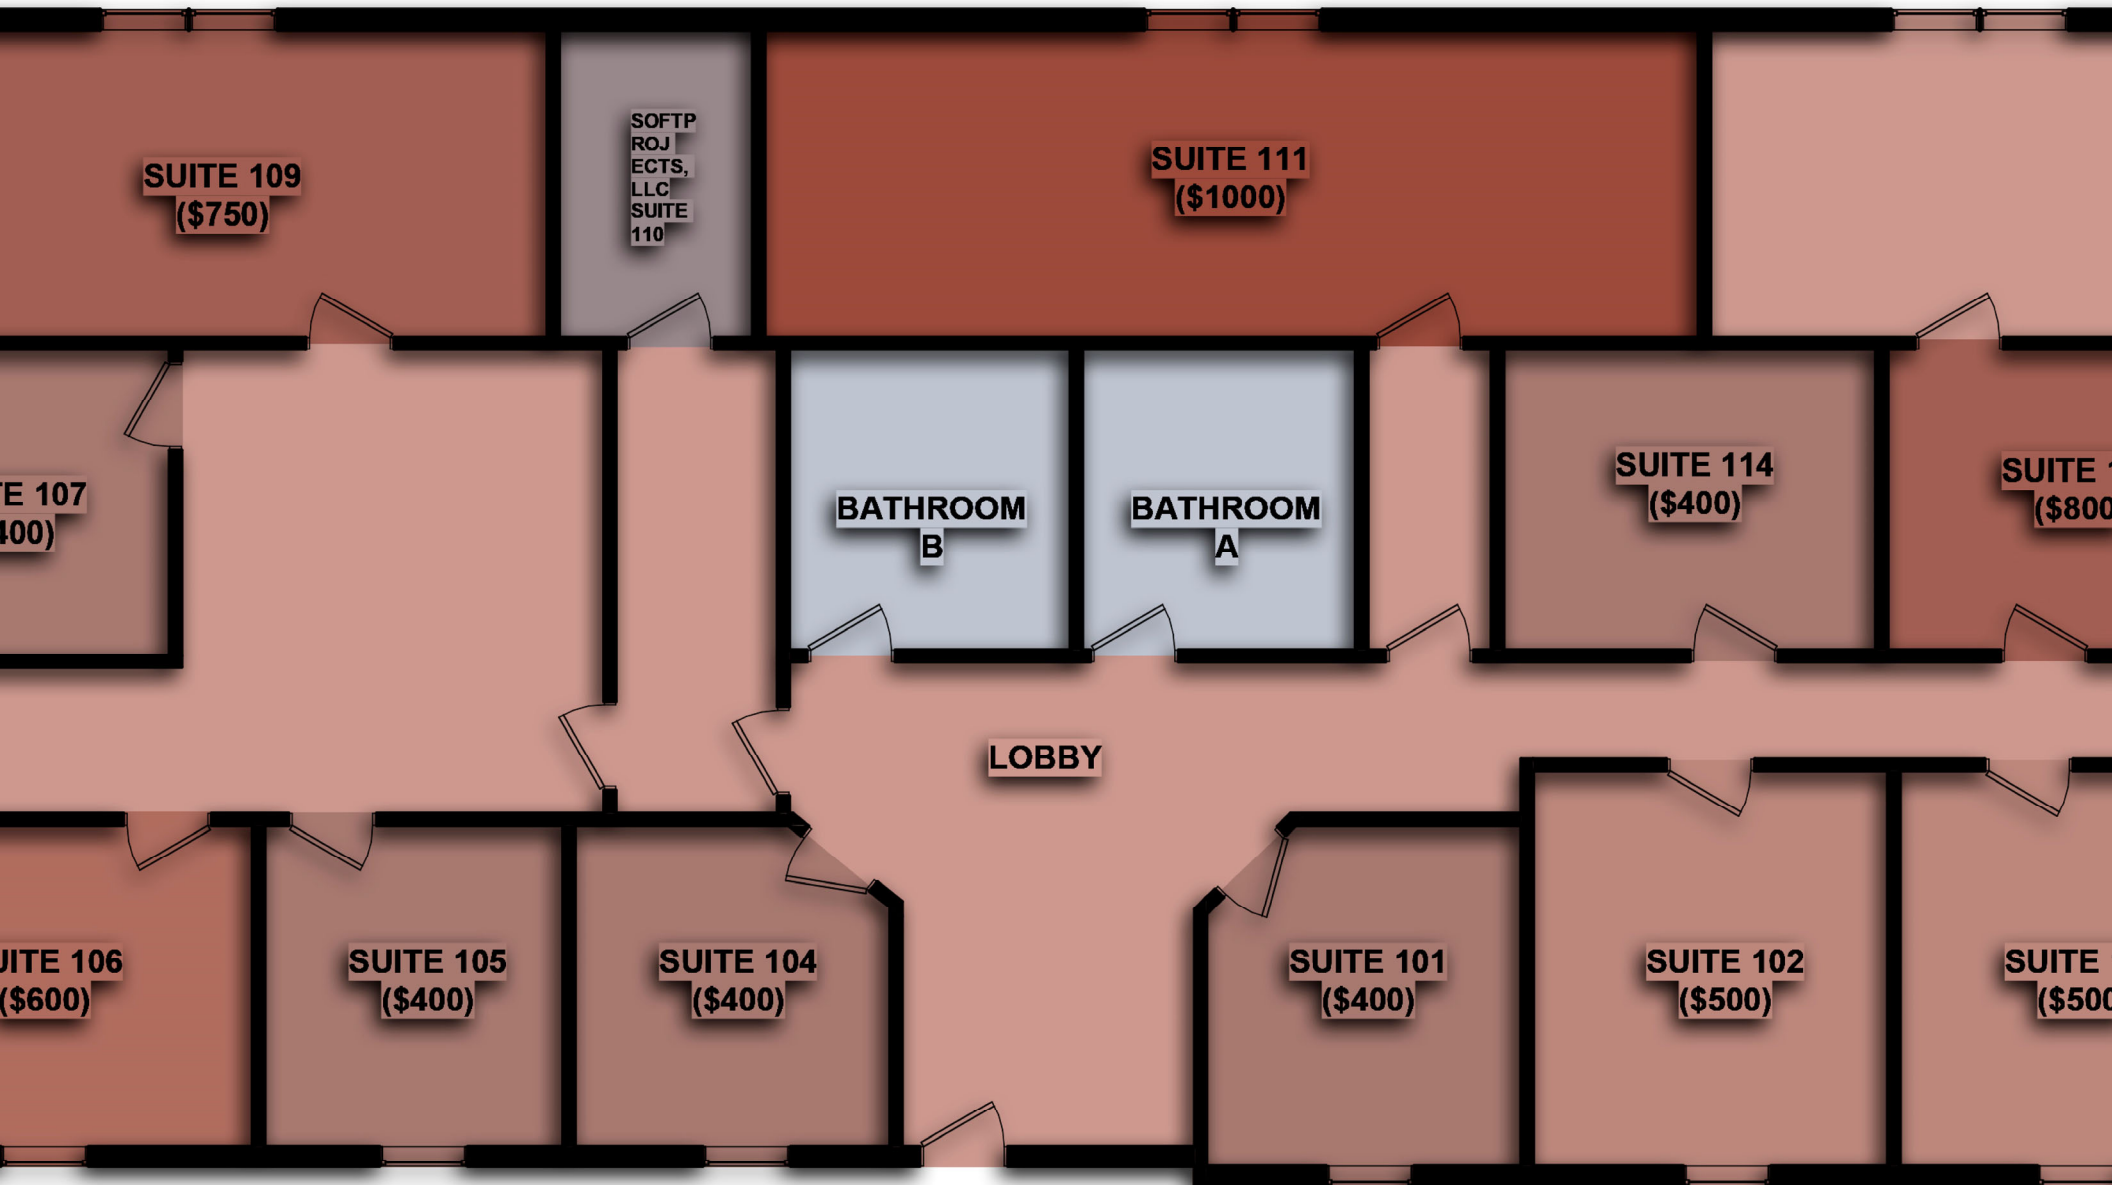 SUITE 109
($750)
SOFTP
ROJ
ECTS,
LLC
SUITE
110
SUITE 111
($1000)
E 107
400)
BATHROOM
B
BATHROOM
A
SUITE 114
($400)
SUITE 1
($800
LOBBY
UITE 106
($600)
SUITE 105
($400)
SUITE 104
($400)
SUITE 101
($400)
SUITE 102
($500)
SUITE
($500